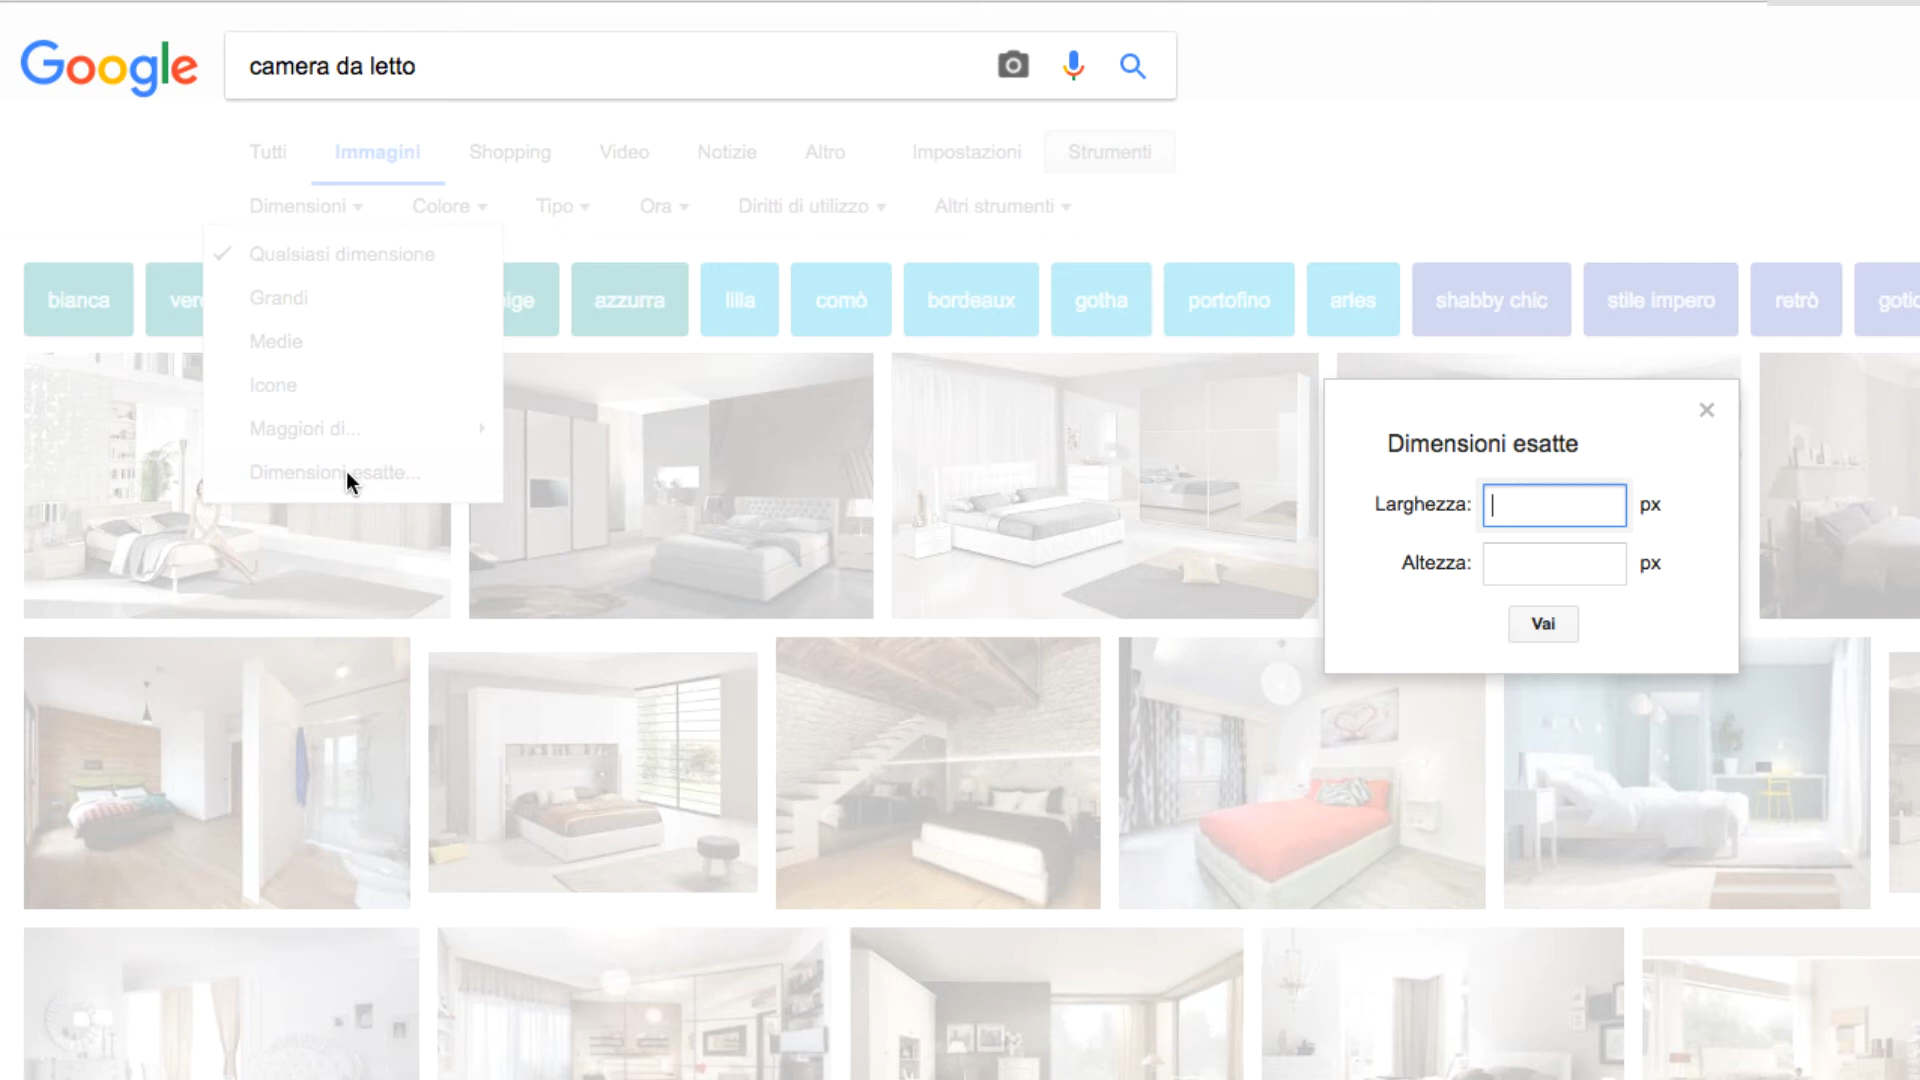 Google
camera da letto
Tutti Immagini Shopping Video Notizie Altro Impostazioni Strumenti
Dimensioni Colore Tipo Ora Diritti di utilizzo Altri strumenti
Qualsiasi dimensione
Grandi
Medie
Icone
Maggiori di...
Dimensioni esatte...
bianca azzurra lilla comò bordeaux gotha portofino arles shabby chic stile impero retrò
Dimensioni esatte
Larghezza: px
Altezza: px
Vai